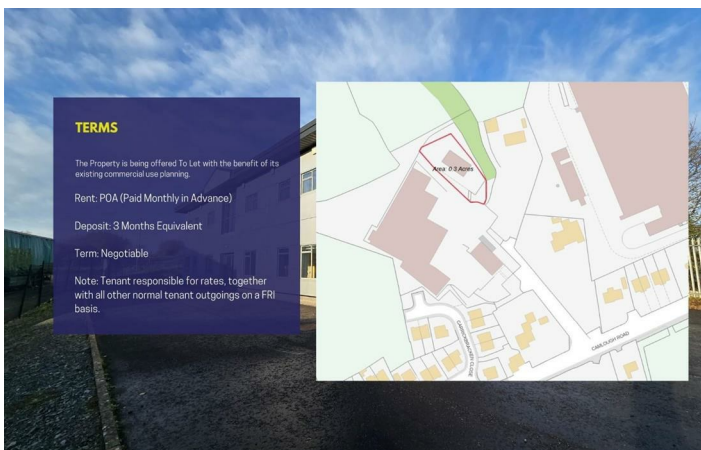 TERMS
The Property is being offered To Let with the benefit of its
existing commercial use planning.
Rent: POA (Paid Monthly in Advance)
Deposit: 3 Months Equivalent
Term: Negotiable
Note: Tenant responsible for rates, together
with all other normal tenant outgoings on a FRI
basis.
Area: 0.3 Acres
CAMLOUGH ROAD